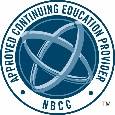 APPROVED CONTINUING EDUCATION PROVIDER
• NBCC •
TM